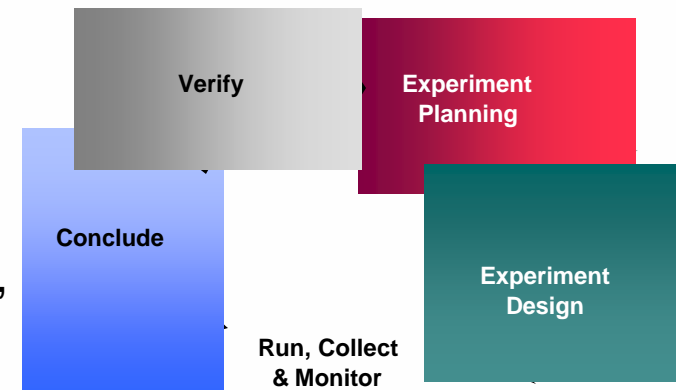 Verify
Experiment
Planning
Conclude
Experiment
Design
,
Run, Collect
& Monitor